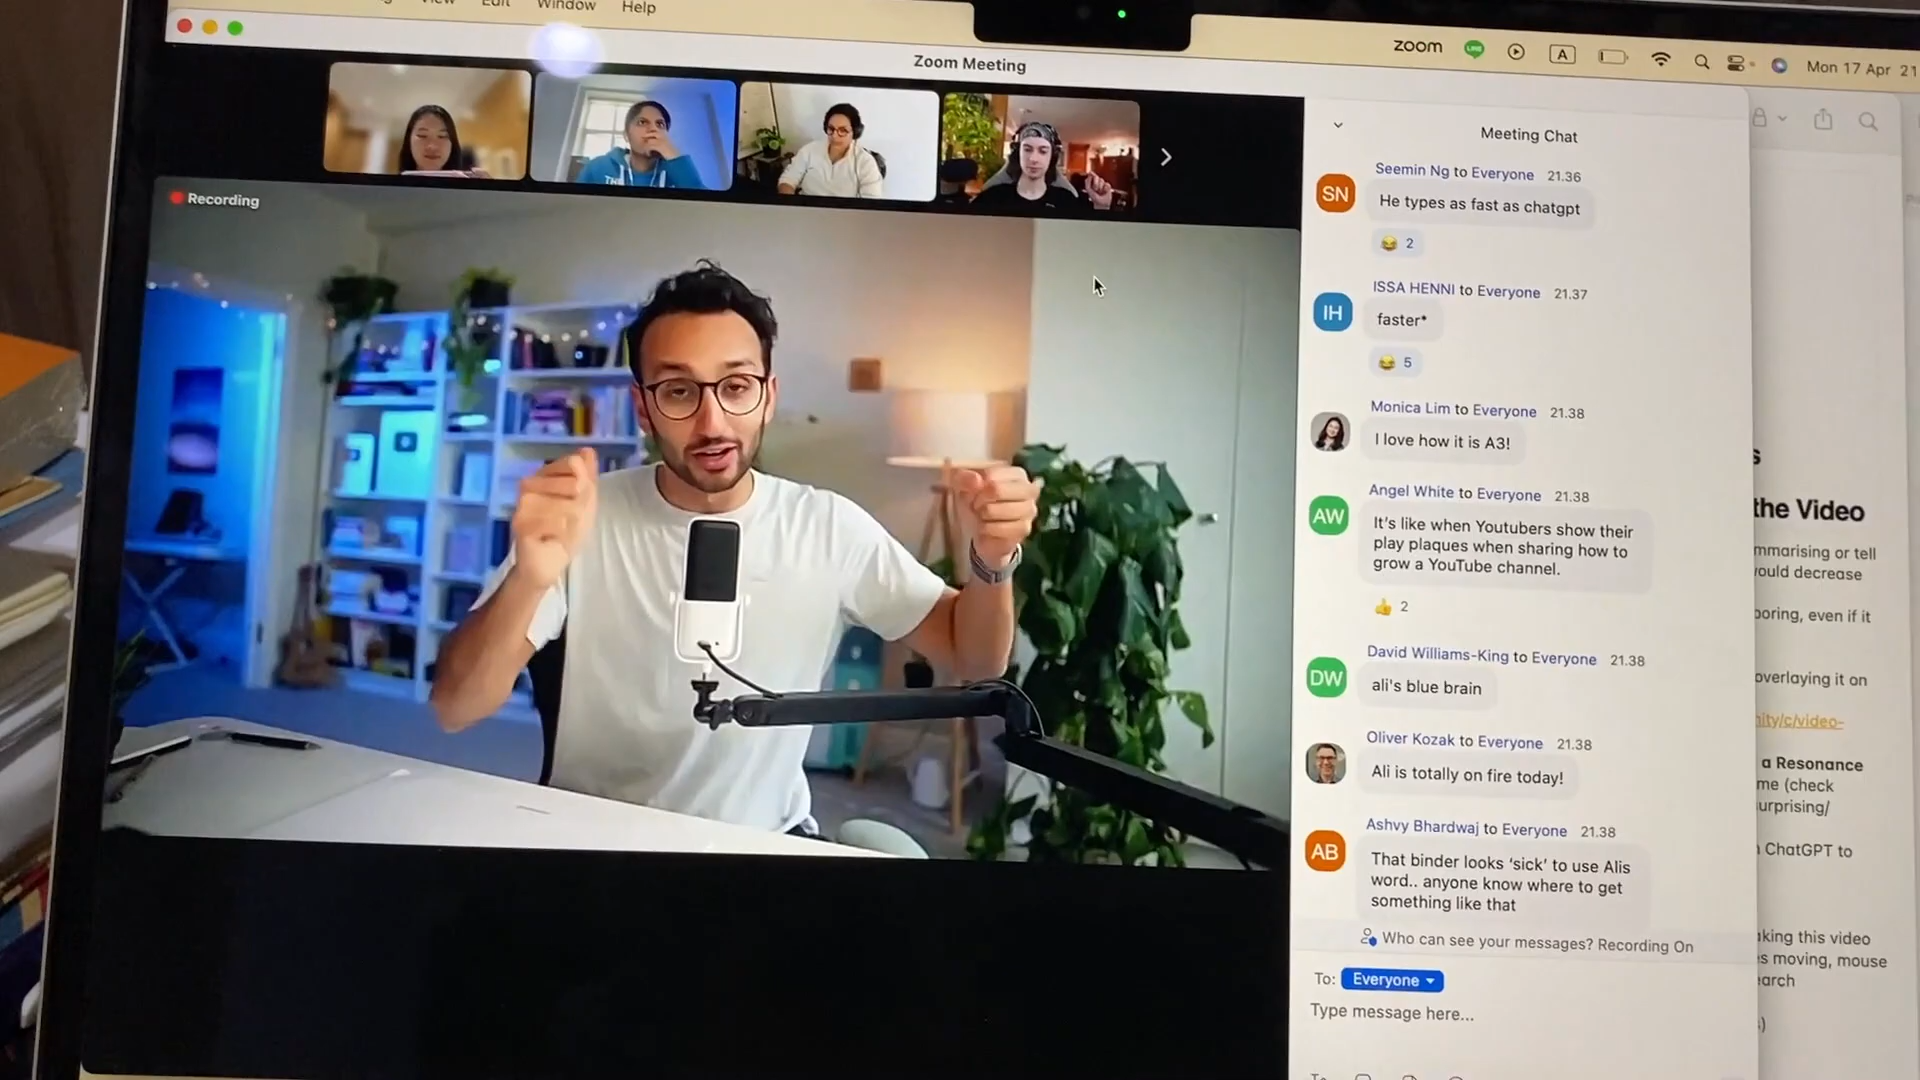 View Edit Window Help
zoom
A
Mon 17 Apr 21
Zoom Meeting
Recording
THE
Meeting Chat
Seemin Ng to Everyone 21.36
SN
He types as fast as chatgpt
😂 2
ISSA HENNI to Everyone 21.37
IH
faster*
😂 5
Monica Lim to Everyone 21.38
I love how it is A3!
Angel White to Everyone 21.38
AW
It's like when Youtubers show their
play plaques when sharing how to
grow a YouTube channel.
👍 2
David Williams-King to Everyone 21.38
DW
ali's blue brain
Oliver Kozak to Everyone 21.38
Ali is totally on fire today!
Ashvy Bhardwaj to Everyone 21.38
AB
That binder looks 'sick' to use Alis
word.. anyone know where to get
something like that
Who can see your messages? Recording On
To: Everyone
Type message here...
s
the Video
mmarising or tell
ould decrease
boring, even if it
overlaying it on
nity/c/video-
a Resonance
me (check
urprising/
ChatGPT to
king this video
s moving, mouse
earch
)